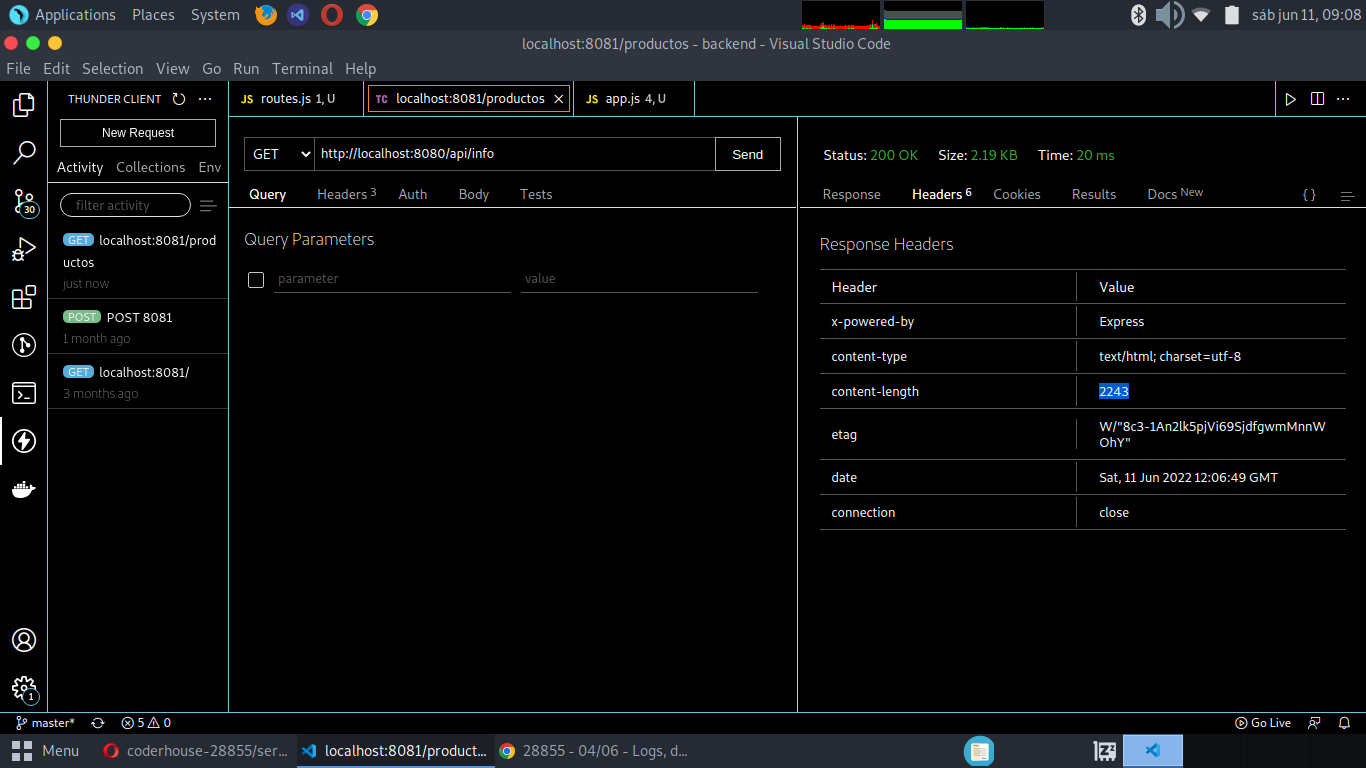 Applications Places System
sáb jun 11, 09:08
localhost:8081/productos - backend - Visual Studio Code
File Edit Selection View Go Run Terminal Help
THUNDER CLIENT
JS routes.js 1, U
TC localhost:8081/productos
JS app.js 4, U
New Request
Activity Collections Env
filter activity
GET localhost:8081/prod
uctos
just now
POST POST 8081
1 month ago
GET localhost:8081/
3 months ago
30
1
GET http://localhost:8080/api/info Send
Query Headers 3 Auth Body Tests
Query Parameters
parameter value
Status: 200 OK Size: 2.19 KB Time: 20 ms
Response Headers 6 Cookies Results Docs New { }
Response Headers
Header Value
x-powered-by Express
content-type text/html; charset=utf-8
content-length 2243
etag W/"8c3-1An2lk5pjVi69SjdfgwmMnnW
OhY"
date Sat, 11 Jun 2022 12:06:49 GMT
connection close
master* 5 0 Go Live
Menu coderhouse-28855/ser... localhost:8081/product... 28855 - 04/06 - Logs, d...